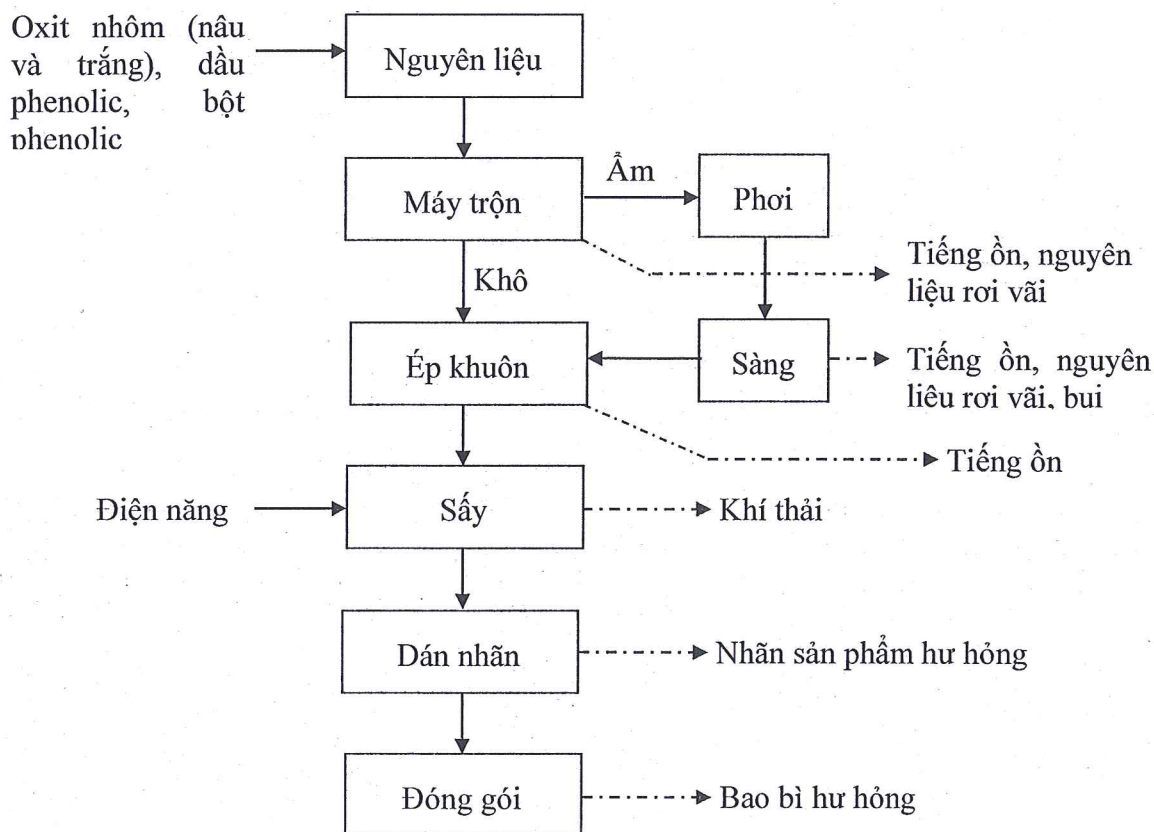 Oxit nhôm (nâu
và trắng), dầu
phenolic, bột
phenolic
Nguyên liệu
Máy trộn
Ẩm
Phơi
Tiếng ồn, nguyên
liệu rơi vãi
Khô
Ép khuôn
Sàng
Tiếng ồn, nguyên
liêu rơi vãi, bui
Tiếng ồn
Điện năng
Sấy
Khí thải
Dán nhãn
Nhãn sản phẩm hư hỏng
Đóng gói
Bao bì hư hỏng